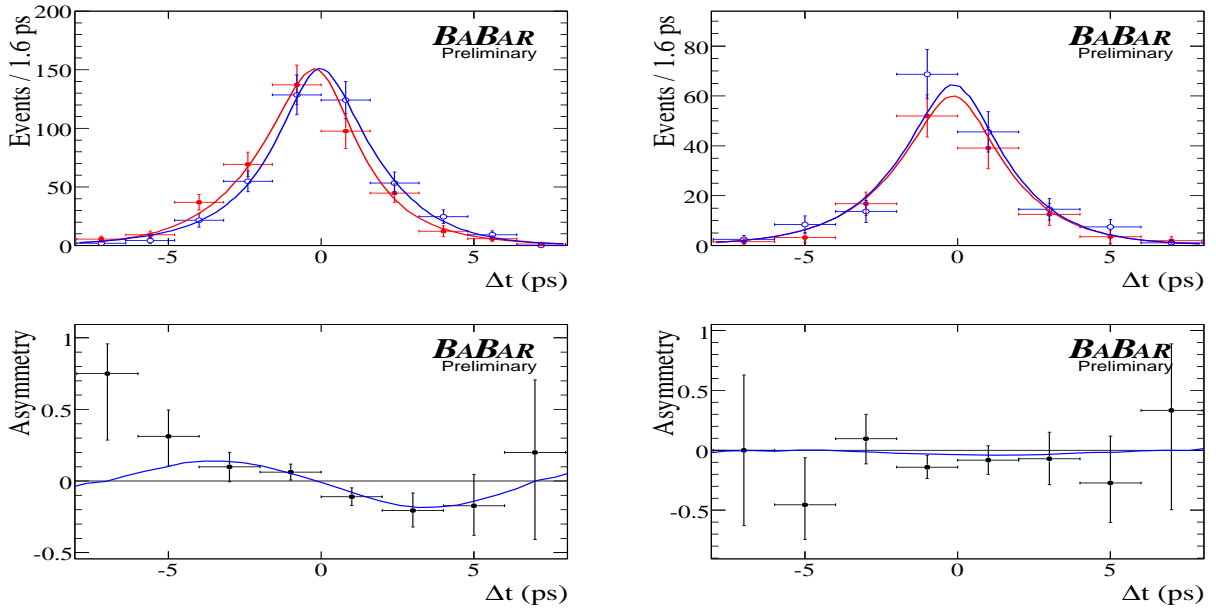 Events / 1.6 ps
200
150
100
50
0
BABAR
Preliminary
-5
0
5
Δt (ps)
Events / 1.6 ps
80
60
40
20
0
BABAR
Preliminary
-5
0
5
Δt (ps)
Asymmetry
1
0.5
0
-0.5
BABAR
Preliminary
-5
0
5
Δt (ps)
Asymmetry
1
0.5
0
-0.5
BABAR
Preliminary
-5
0
5
Δt (ps)